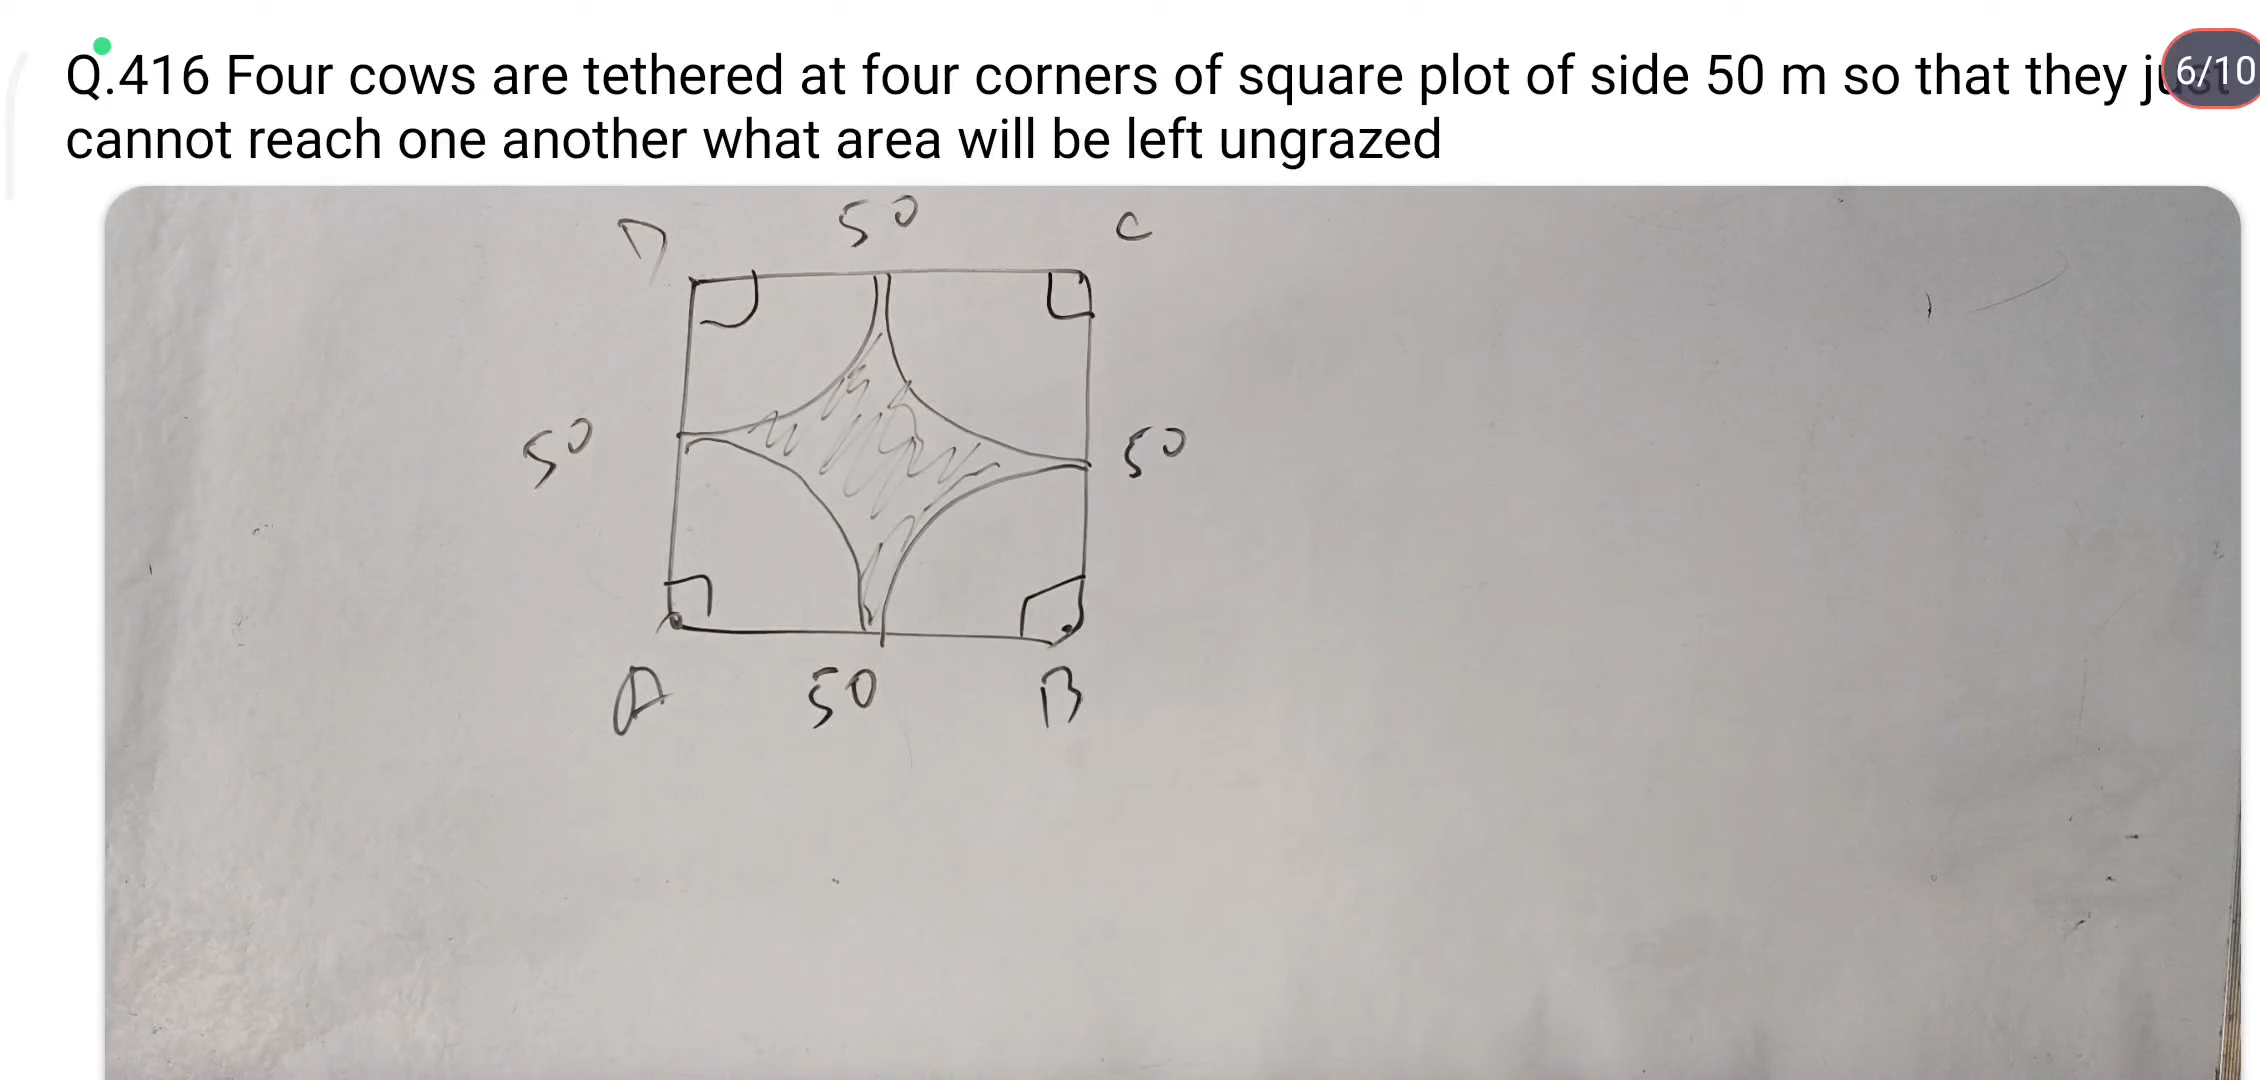 Q.416 Four cows are tethered at four corners of square plot of side 50 m so that they just
6/10
cannot reach one another what area will be left ungrazed
D 50 C
50 50
A 50 B